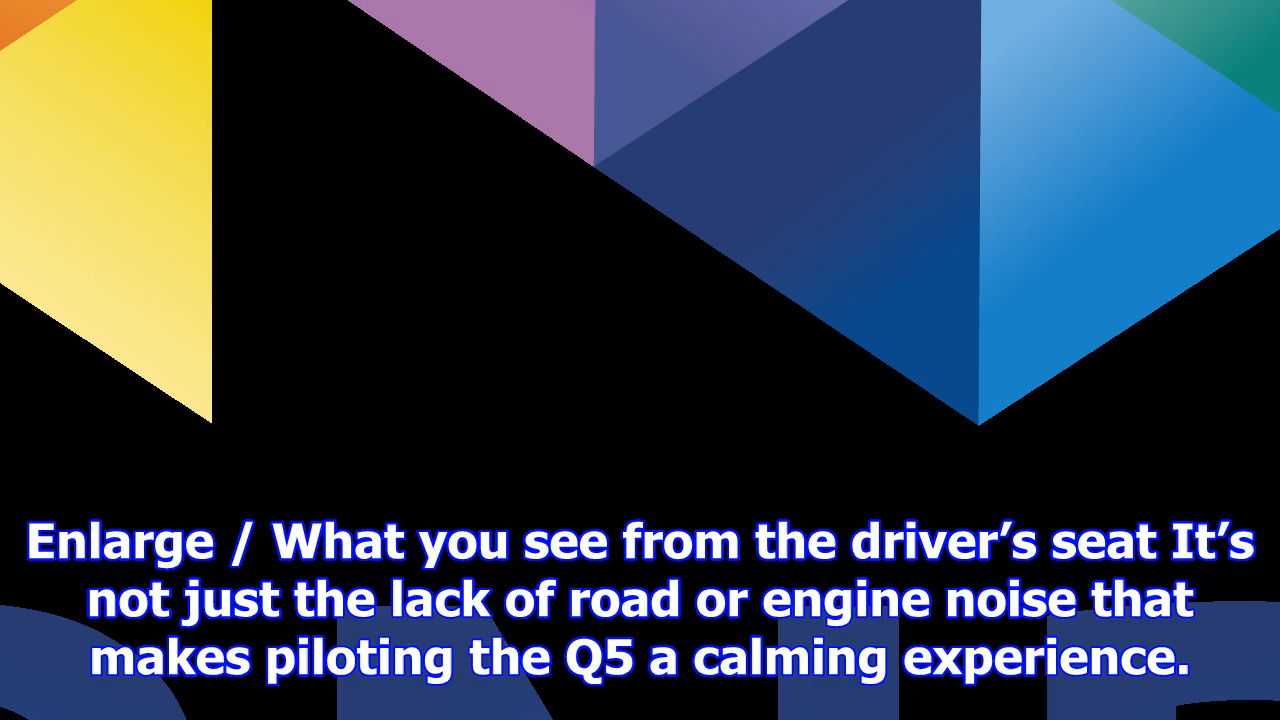 Enlarge / What you see from the driver’s seat It’s
not just the lack of road or engine noise that
makes piloting the Q5 a calming experience.